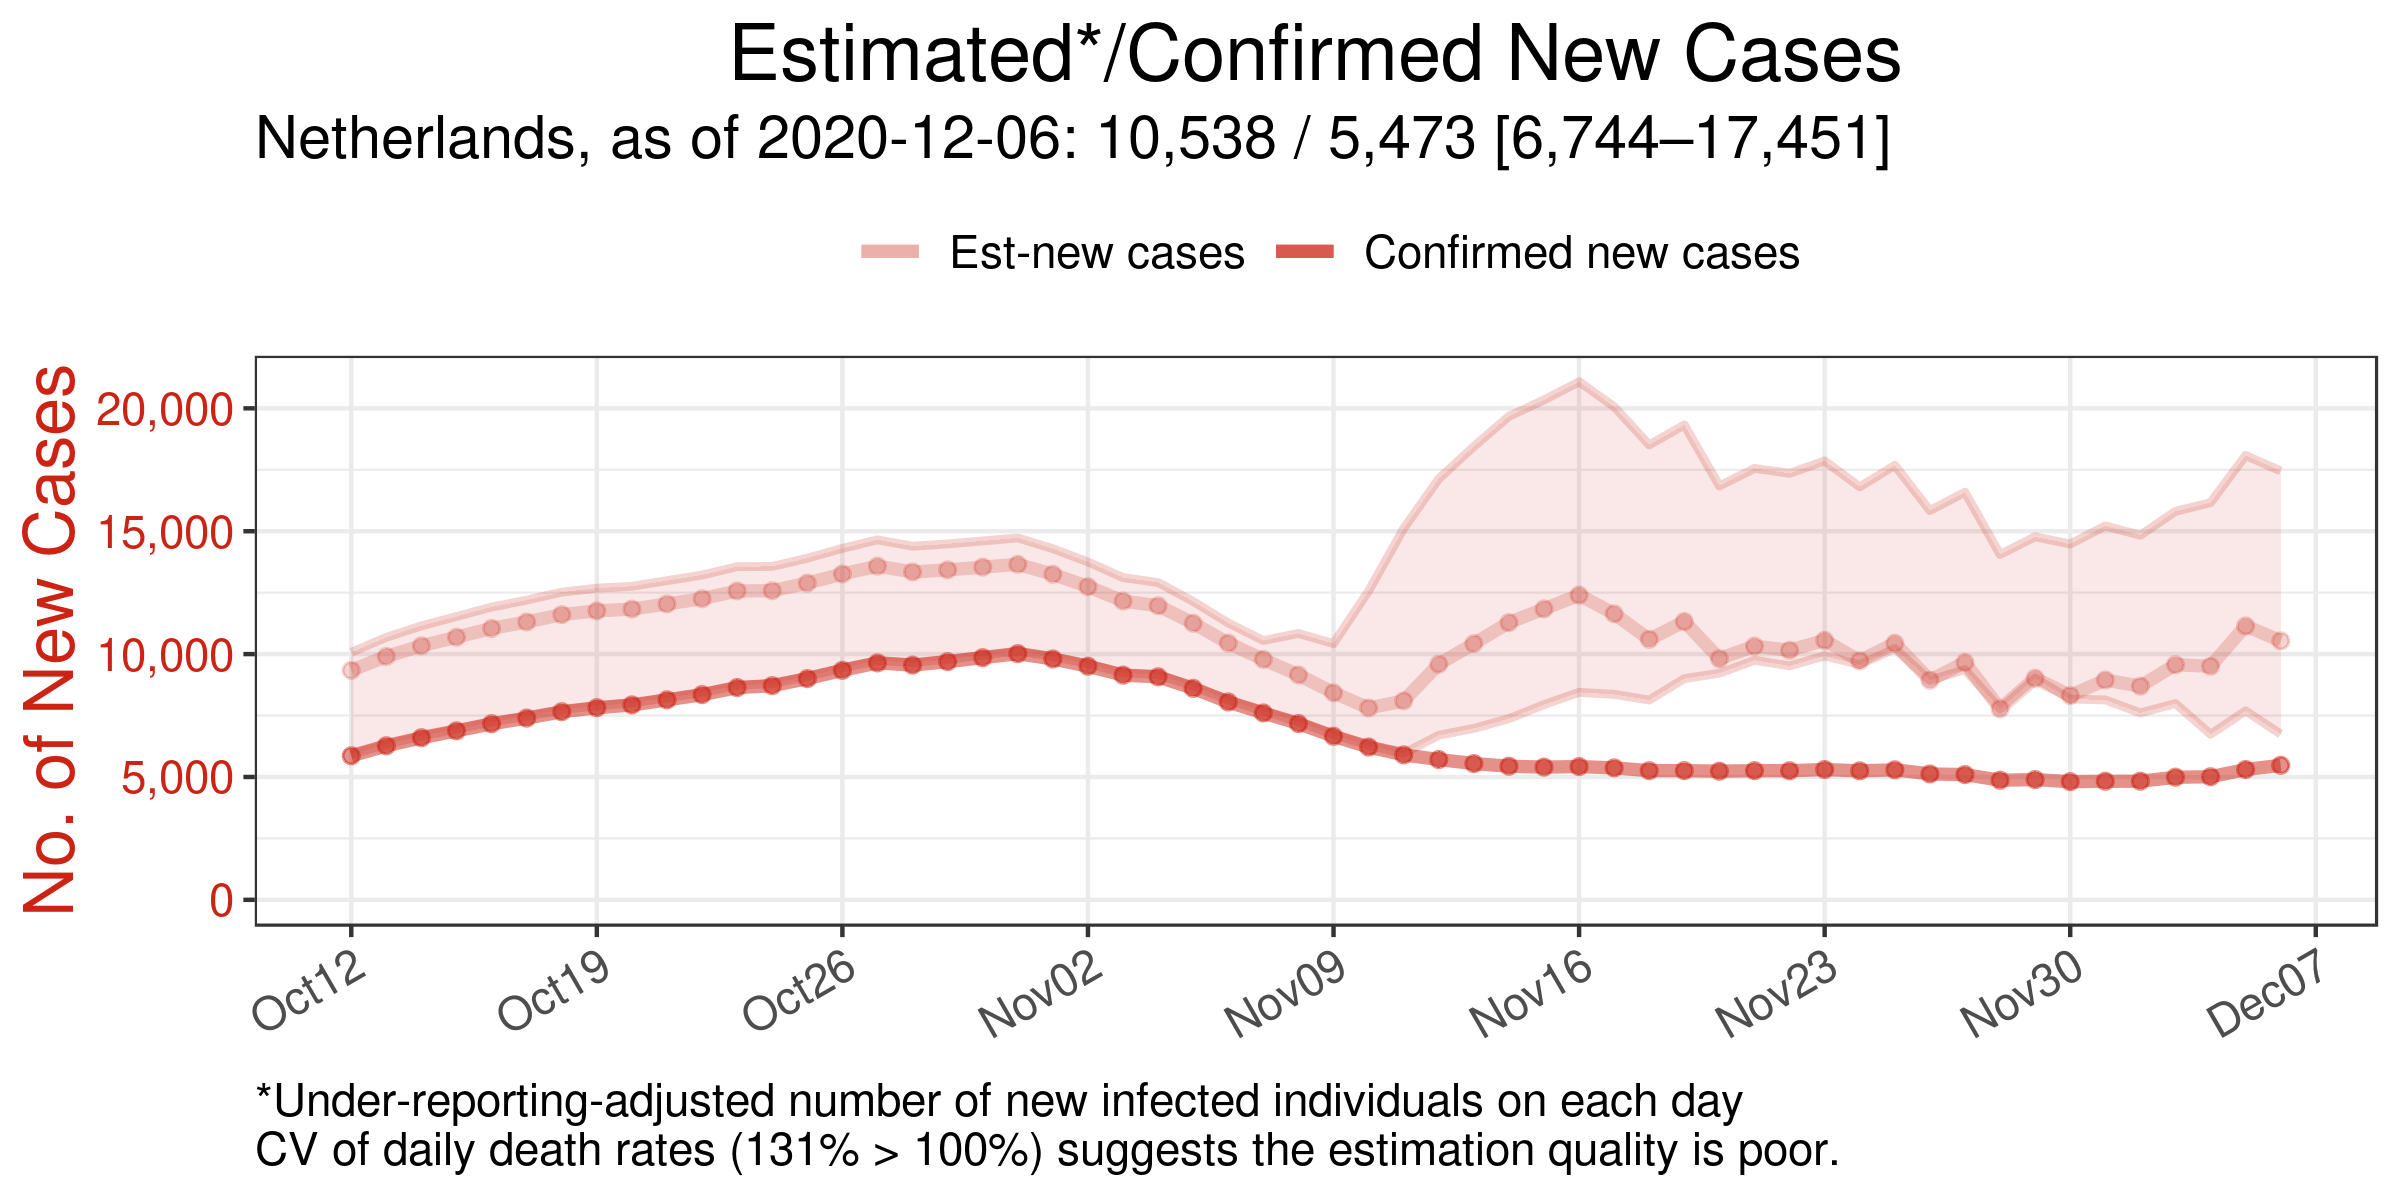 Estimated*/Confirmed New Cases
Netherlands, as of 2020-12-06: 10,538 / 5,473 [6,744–17,451]
Est-new cases Confirmed new cases
No. of New Cases
20,000
15,000
10,000
5,000
0
Oct12 Oct19 Oct26 Nov02 Nov09 Nov16 Nov23 Nov30 Dec07
*Under-reporting-adjusted number of new infected individuals on each day
CV of daily death rates (131% > 100%) suggests the estimation quality is poor.